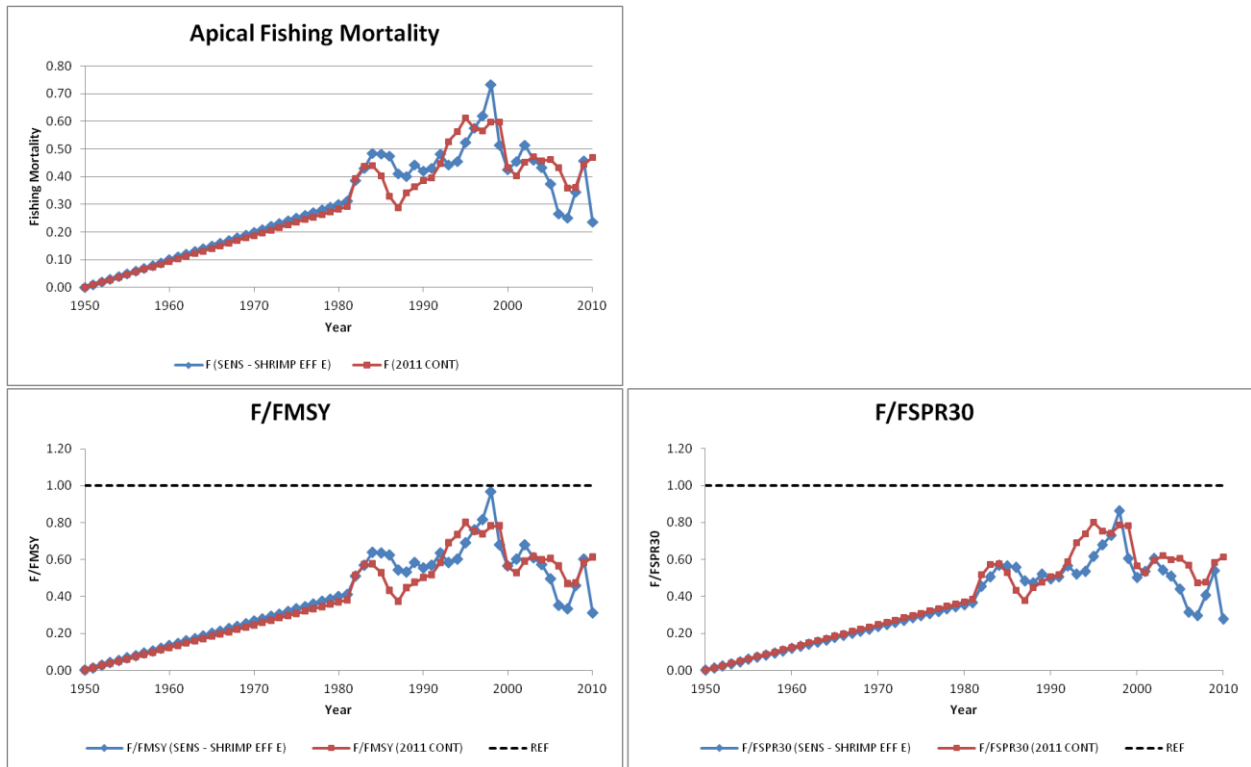 Apical Fishing Mortality
Fishing Mortality
0.80
0.70
0.60
0.50
0.40
0.30
0.20
0.10
0.00
1950 1960 1970 1980 1990 2000 2010
Year
F (SENS - SHRIMP EFF E) F (2011 CONT)
F/FMSY
F/FMSY
1.20
1.00
0.80
0.60
0.40
0.20
0.00
1950 1960 1970 1980 1990 2000 2010
Year
F/FMSY (SENS - SHRIMP EFF E) F/FMSY (2011 CONT) REF
F/FSPR30
F/FSPR30
1.20
1.00
0.80
0.60
0.40
0.20
0.00
1950 1960 1970 1980 1990 2000 2010
Year
F/FSPR30 (SENS - SHRIMP EFF E) F/FSPR30 (2011 CONT) REF